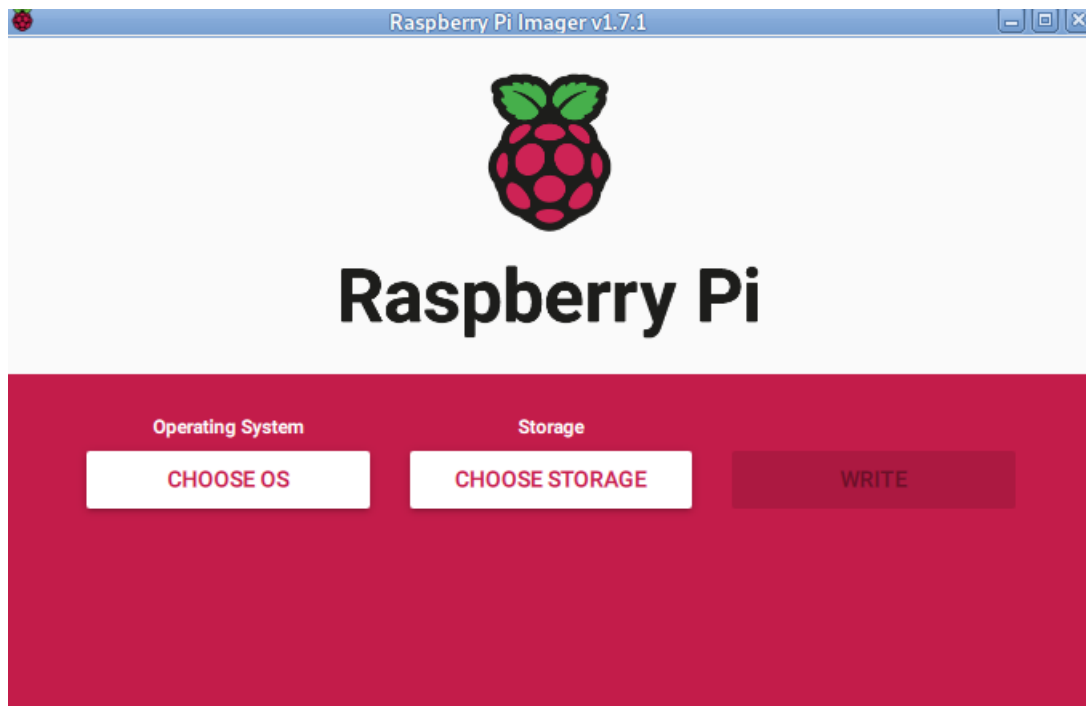 Raspberry Pi Imager v1.7.1
Raspberry Pi
Operating System
Storage
CHOOSE OS
CHOOSE STORAGE
WRITE